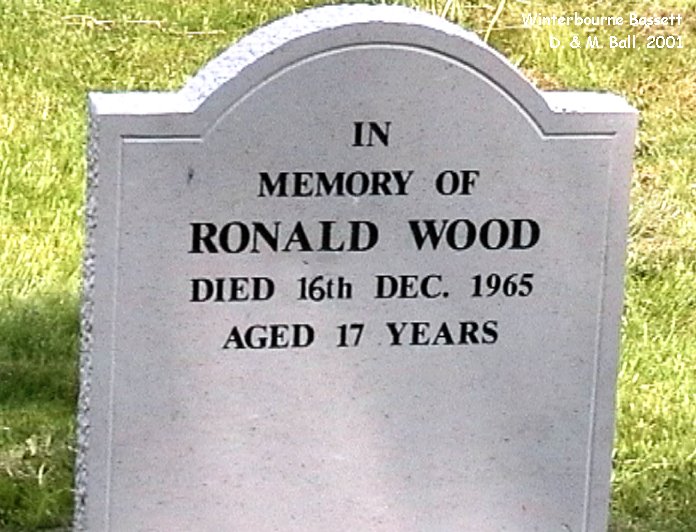 Winterbourne Bassett
D. & M. Ball, 2001
IN
MEMORY OF
RONALD WOOD
DIED 16th DEC. 1965
AGED 17 YEARS